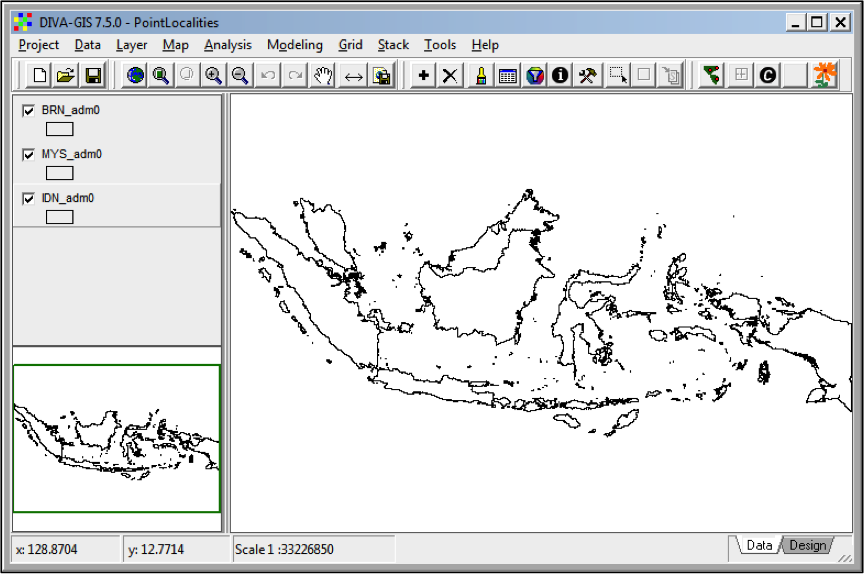 DIVA-GIS 7.5.0 - PointLocalities
Project Data Layer Map Analysis Modeling Grid Stack Tools Help
BRN_adm0
MYS_adm0
IDN_adm0
x: 128.8704 y: 12.7714 Scale 1 :33226850 Data Design